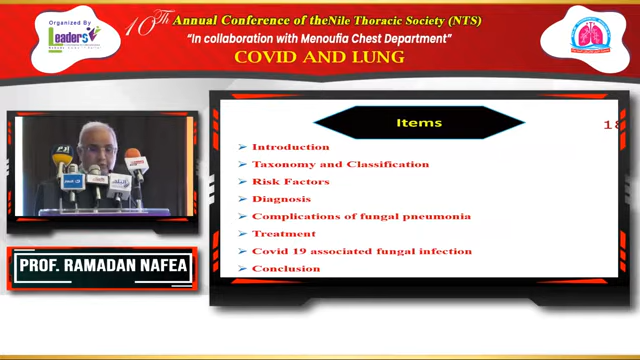 Organized By
Leaders
10Th Annual Conference of theNile Thoracic Society (NTS)
“In collaboration with Menoufia Chest Department”
COVID AND LUNG
Items
18
Introduction
Taxonomy and Classification
Risk Factors
Diagnosis
Complications of fungal pneumonia
Treatment
Covid 19 associated fungal infection
Conclusion
PROF. RAMADAN NAFEA